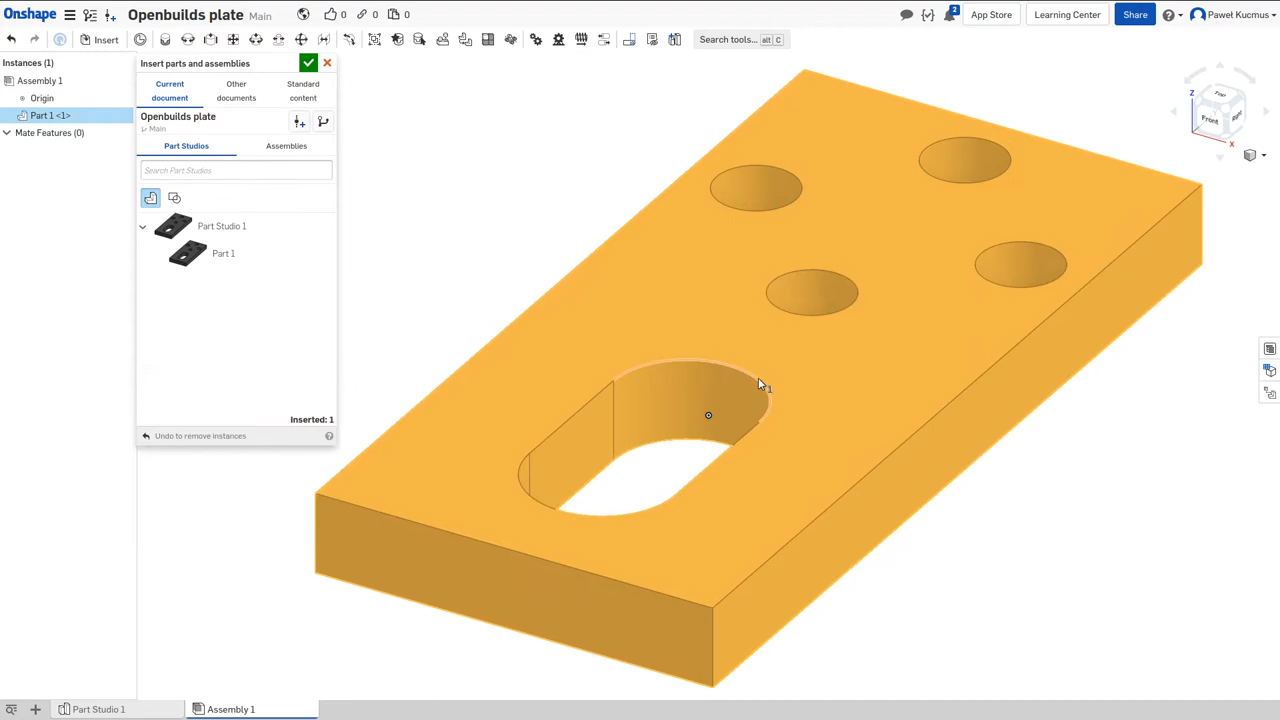 Onshape
Openbuilds plate
Main
0
0
0
2
App Store
Learning Center
Share
Paweł Kucmus
Insert
Search tools...
alt
C
Instances (1)
Assembly 1
Origin
Part 1 <1>
Mate Features (0)
Insert parts and assemblies
Current
document
Other
documents
Standard
content
Openbuilds plate
Main
Part Studios
Assemblies
Search Part Studios
Part Studio 1
Part 1
Inserted: 1
Undo to remove instances
1
Z
X
Top
Front
Right
Part Studio 1
Assembly 1